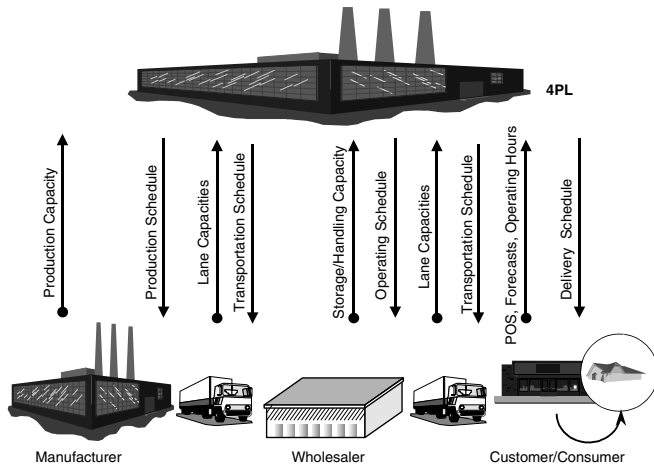 4PL
Production Capacity
Production Schedule
Lane Capacities
Transportation Schedule
Storage/Handling Capacity
Operating Schedule
Lane Capacities
Transportation Schedule
POS, Forecasts, Operating Hours
Delivery Schedule
Manufacturer
Wholesaler
Customer/Consumer